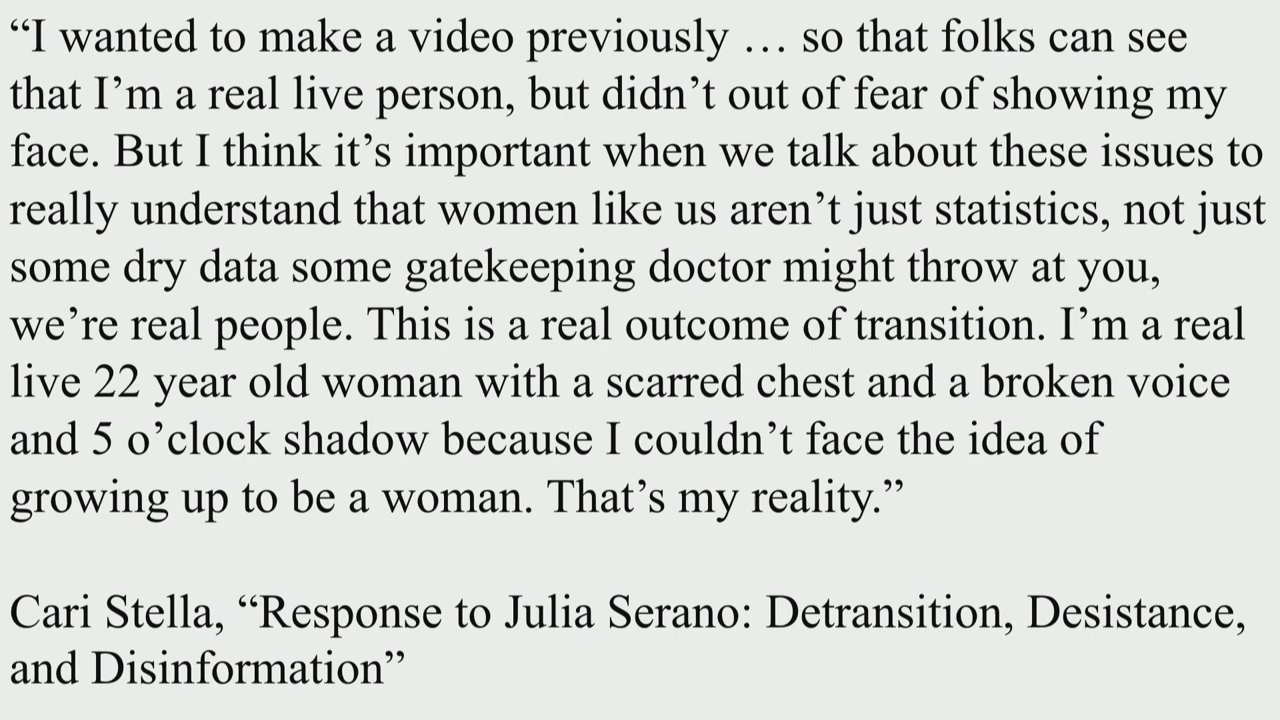 “I wanted to make a video previously … so that folks can see
that I’m a real live person, but didn’t out of fear of showing my
face. But I think it’s important when we talk about these issues to
really understand that women like us aren’t just statistics, not just
some dry data some gatekeeping doctor might throw at you,
we’re real people. This is a real outcome of transition. I’m a real
live 22 year old woman with a scarred chest and a broken voice
and 5 o’clock shadow because I couldn’t face the idea of
growing up to be a woman. That’s my reality.”
Cari Stella, “Response to Julia Serano: Detransition, Desistance,
and Disinformation”